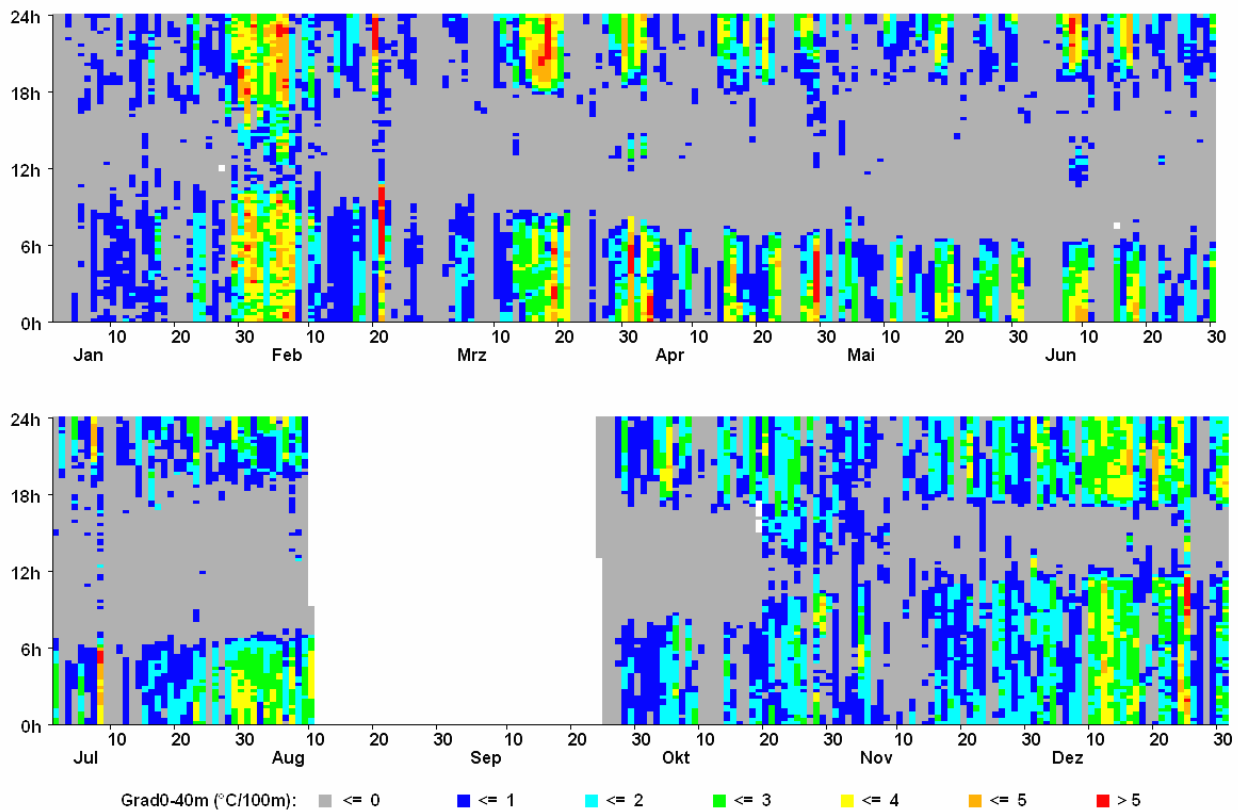 24h
18h
12h
6h
0h
10 20 30 10 20 10 20 30 10 20 30 10 20 30 10 20 30
Jan Feb Mrz Apr Mai Jun
24h
18h
12h
6h
0h
10 20 30 10 20 30 10 20 30 10 20 30 10 20 30 10 20 30
Jul Aug Sep Okt Nov Dez
Grad0-40m (°C/100m): <= 0 <= 1 <= 2 <= 3 <= 4 <= 5 > 5